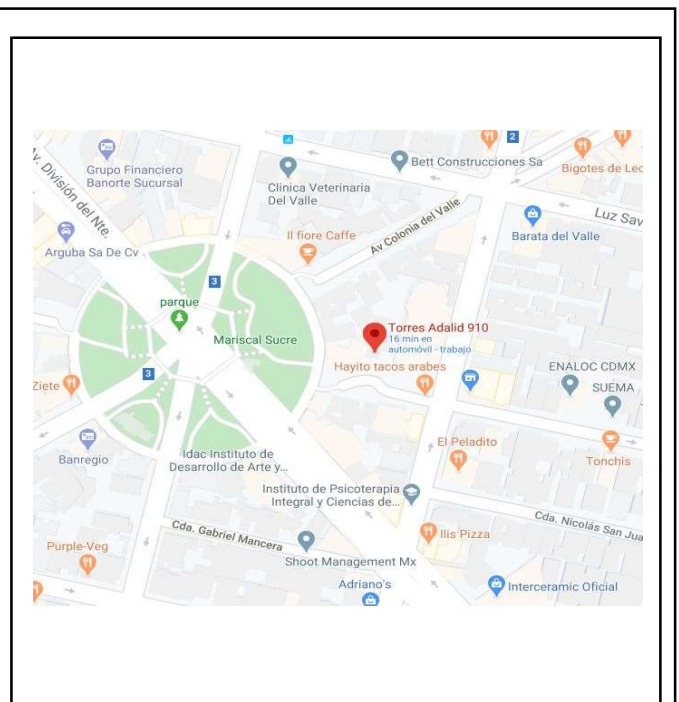 2
Grupo Financiero
Banorte Sucursal
Bett Construcciones Sa
Bigotes de Leo
Av. División del Nte.
Clinica Veterinaria
Del Valle
Av Colonia del Valle
Luz Sav
Il fiore Caffe
Barata del Valle
Arguba Sa De Cv
3
parque
Mariscal Sucre
Torres Adalid 910
16 min en
automóvil - trabajo
Hayito tacos arabes
ENALOC CDMX
SUEMA
3
Ziete
El Peladito
Tonchis
Banregio
Idac Instituto de
Desarrollo de Arte y...
Instituto de Psicoterapia
Integral y Ciencias de...
Cda. Nicolás San Jua
Cda. Gabriel Mancera
Ilis Pizza
Purple-Veg
Shoot Management Mx
Adriano's
Interceramic Oficial